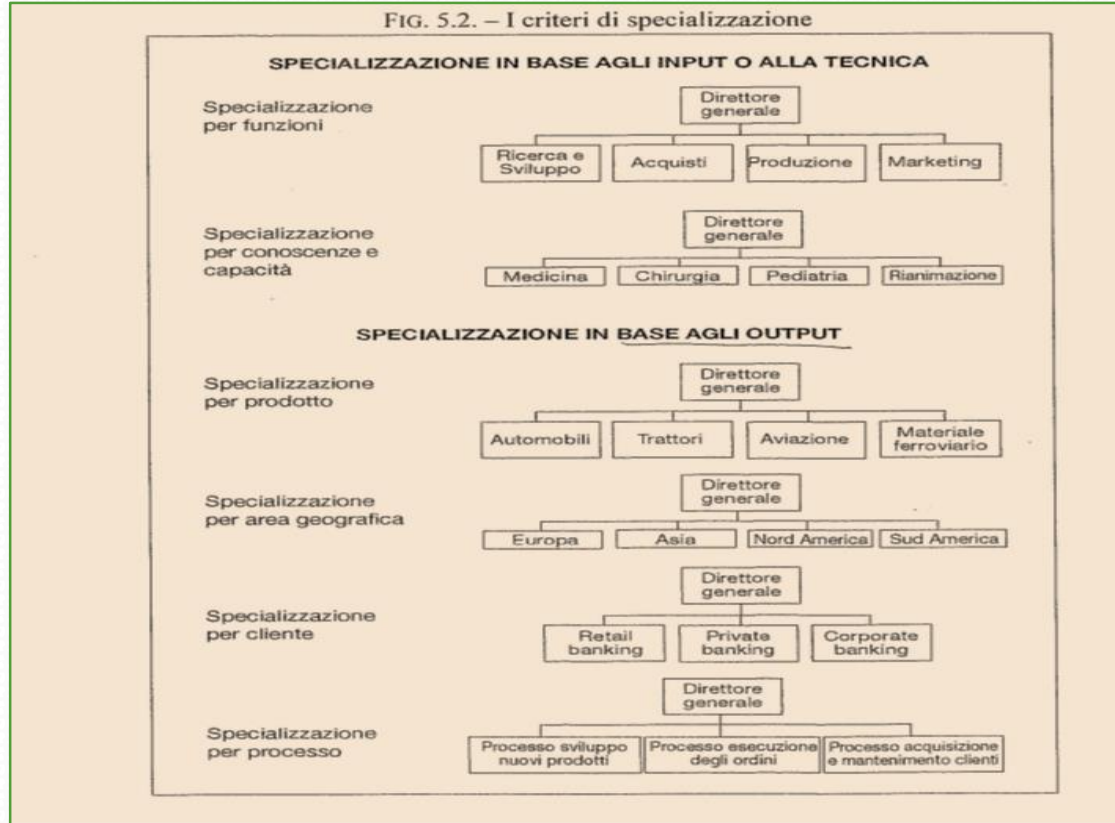 FIG. 5.2. – I criteri di specializzazione
SPECIALIZZAZIONE IN BASE AGLI INPUT O ALLA TECNICA
Specializzazione
per funzioni
Direttore
generale
Ricerca e
Sviluppo
Acquisti
Produzione
Marketing
Specializzazione
per conoscenze e
capacità
Direttore
generale
Medicina
Chirurgia
Pediatria
Rianimazione
SPECIALIZZAZIONE IN BASE AGLI OUTPUT
Specializzazione
per prodotto
Direttore
generale
Automobili
Trattori
Aviazione
Materiale
ferroviario
Specializzazione
per area geografica
Direttore
generale
Europa
Asia
Nord America
Sud America
Specializzazione
per cliente
Direttore
generale
Retail
banking
Private
banking
Corporate
banking
Specializzazione
per processo
Direttore
generale
Processo sviluppo
nuovi prodotti
Processo esecuzione
degli ordini
Processo acquisizione
e mantenimento clienti